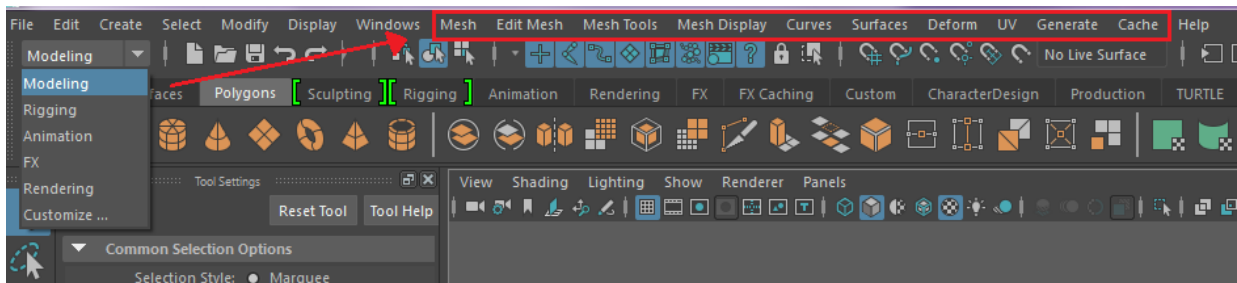 File Edit Create Select Modify Display Windows Mesh Edit Mesh Mesh Tools Mesh Display Curves Surfaces Deform UV Generate Cache Help
Modeling No Live Surface
Modeling
Rigging
Animation
FX
Rendering
Customize ...
faces Polygons Sculpting Rigging Animation Rendering FX FX Caching Custom CharacterDesign Production TURTLE
Tool Settings
Reset Tool Tool Help
Common Selection Options
Selection Style: Marquee
View Shading Lighting Show Renderer Panels